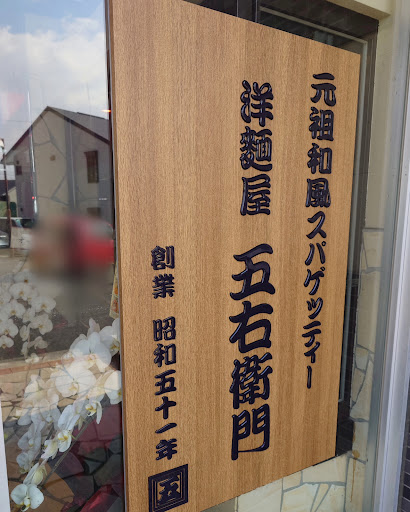 元祖和風スパゲッティー
洋麺屋 五右衛門
創業 昭和五十一年
五